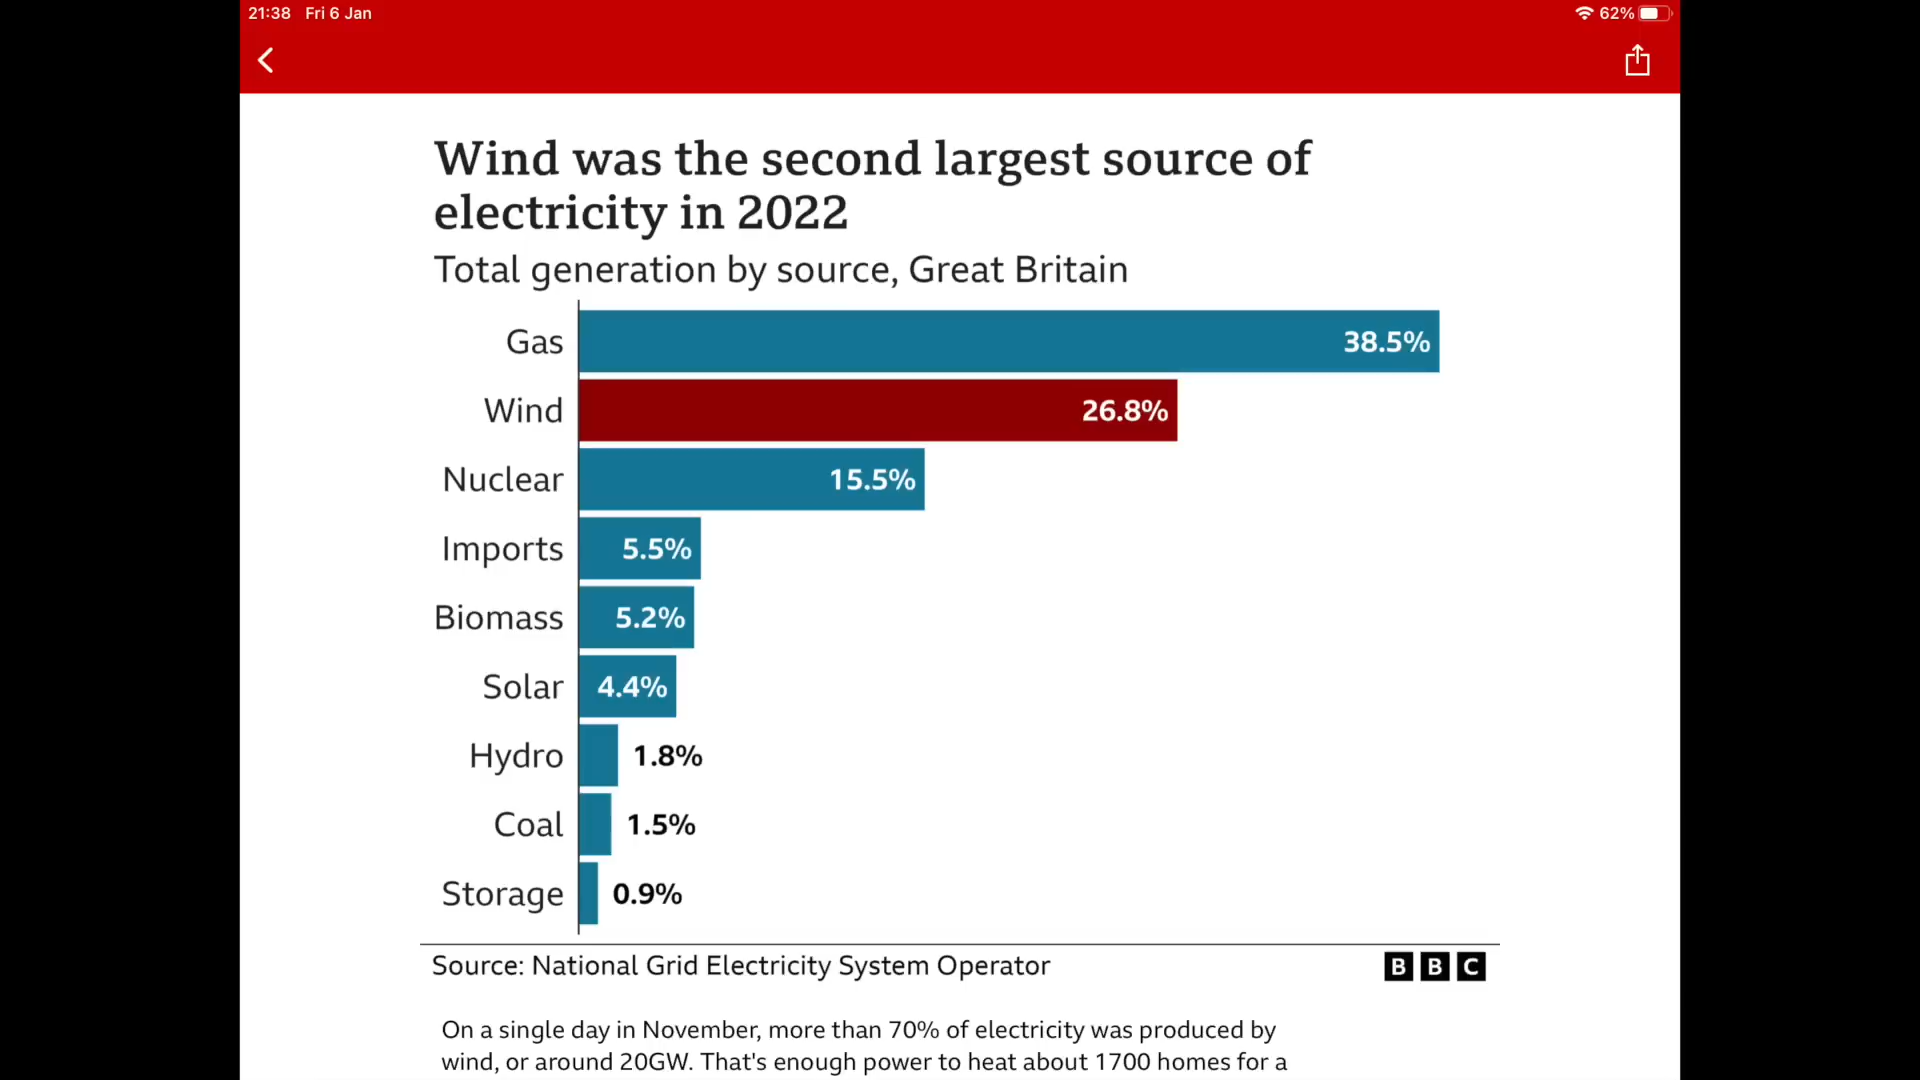 21:38 Fri 6 Jan 62%
Wind was the second largest source of
electricity in 2022
Total generation by source, Great Britain
Gas 38.5%
Wind 26.8%
Nuclear 15.5%
Imports 5.5%
Biomass 5.2%
Solar 4.4%
Hydro 1.8%
Coal 1.5%
Storage 0.9%
Source: National Grid Electricity System Operator BBC
On a single day in November, more than 70% of electricity was produced by
wind, or around 20GW. That's enough power to heat about 1700 homes for a